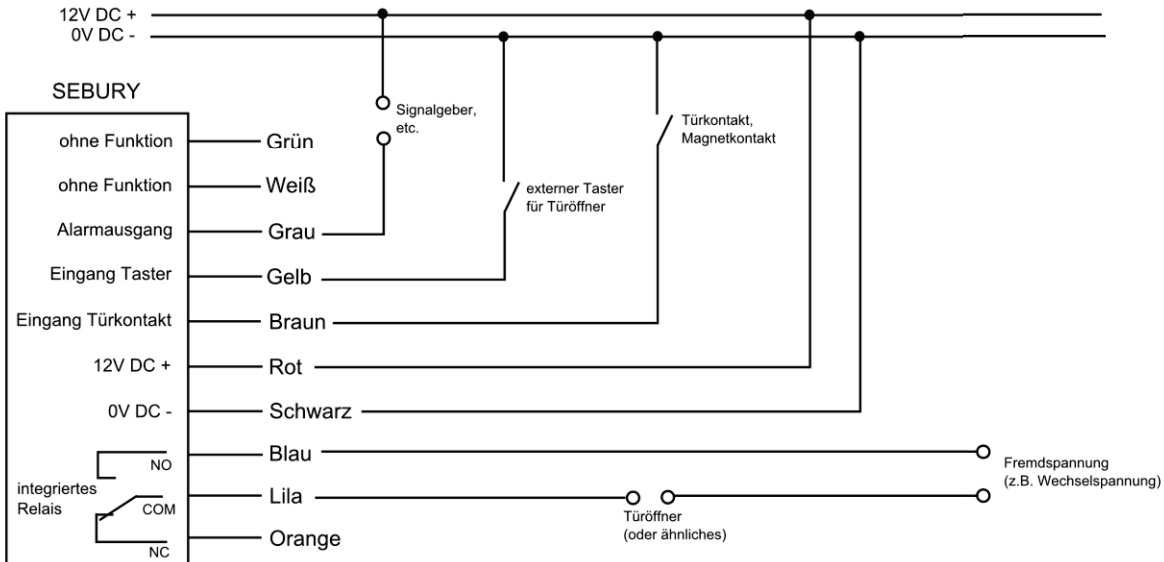 12V DC +
0V DC -
SEBURY
Signalgeber,
etc.
Türkontakt,
Magnetkontakt
ohne Funktion
Grün
ohne Funktion
Weiß
externer Taster
für Türöffner
Alarmausgang
Grau
Eingang Taster
Gelb
Eingang Türkontakt
Braun
12V DC +
Rot
0V DC -
Schwarz
Blau
NO
Fremdspannung
(z.B. Wechselspannung)
integriertes
Relais
COM
Lila
Türöffner
(oder ähnliches)
Orange
NC